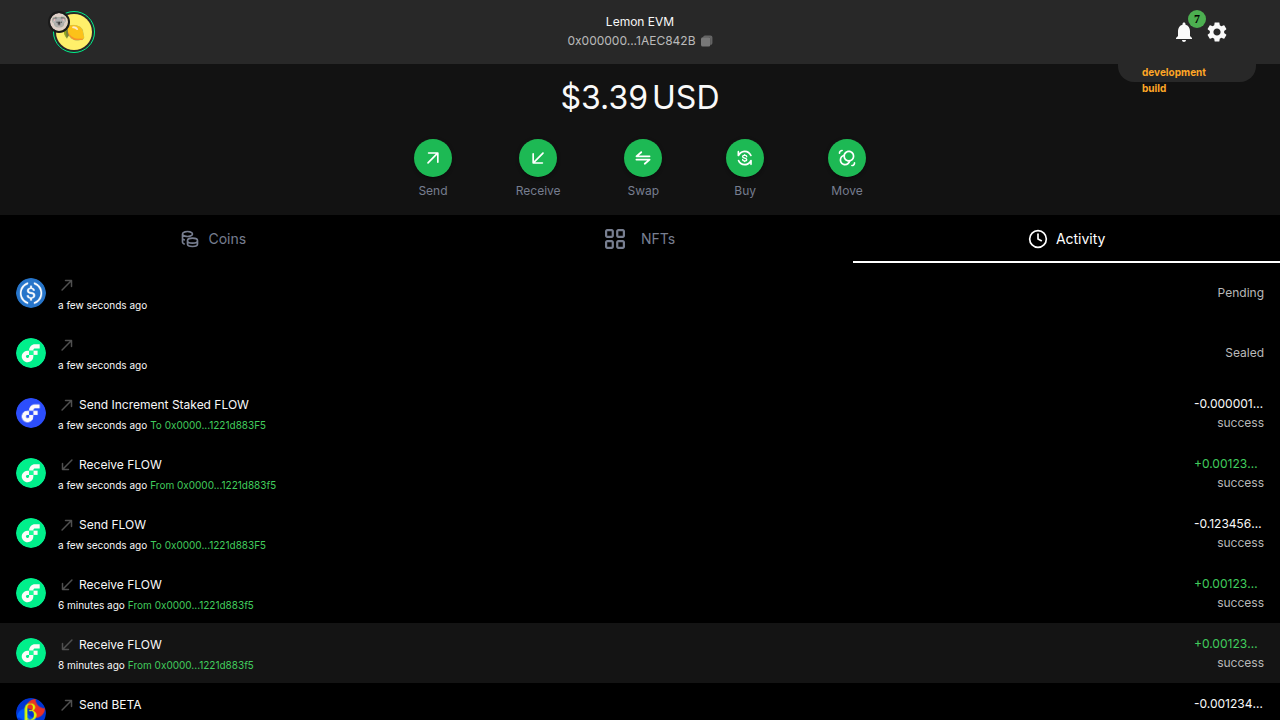 Lemon EVM
0x000000...1AEC842B
7
development
build
$3.39 USD
Send
Receive
Swap
Buy
Move
Coins
NFTs
Activity
a few seconds ago
Pending
a few seconds ago
Sealed
Send Increment Staked FLOW
-0.000001...
a few seconds ago To 0x0000...1221d883F5
success
Receive FLOW
+0.00123...
a few seconds ago From 0x0000...1221d883f5
success
Send FLOW
-0.123456...
a few seconds ago To 0x0000...1221d883F5
success
Receive FLOW
+0.00123...
6 minutes ago From 0x0000...1221d883f5
success
Receive FLOW
+0.00123...
8 minutes ago From 0x0000...1221d883f5
success
Send BETA
-0.001234...